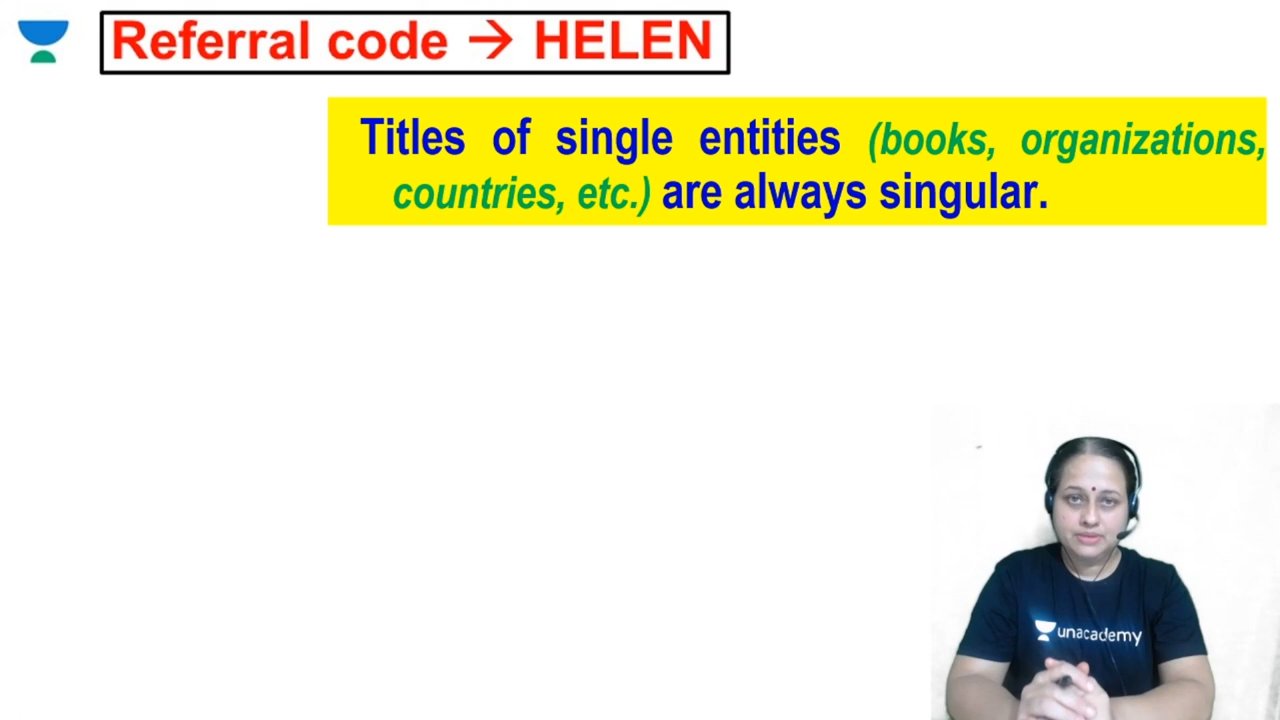 Referral code → HELEN
Titles of single entities (books, organizations,
countries, etc.) are always singular.
unacademy